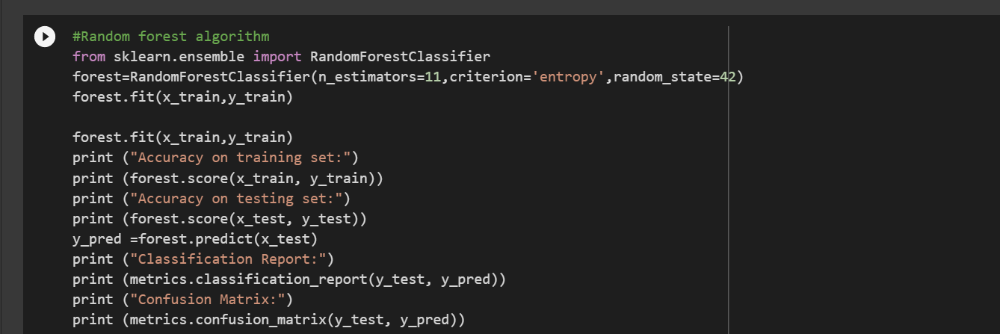 #Random forest algorithm
from sklearn.ensemble import RandomForestClassifier
forest=RandomForestClassifier(n_estimators=11,criterion='entropy',random_state=42)
forest.fit(x_train,y_train)
forest.fit(x_train,y_train)
print ("Accuracy on training set:")
print (forest.score(x_train, y_train))
print ("Accuracy on testing set:")
print (forest.score(x_test, y_test))
y_pred =forest.predict(x_test)
print ("Classification Report:")
print (metrics.classification_report(y_test, y_pred))
print ("Confusion Matrix:")
print (metrics.confusion_matrix(y_test, y_pred))